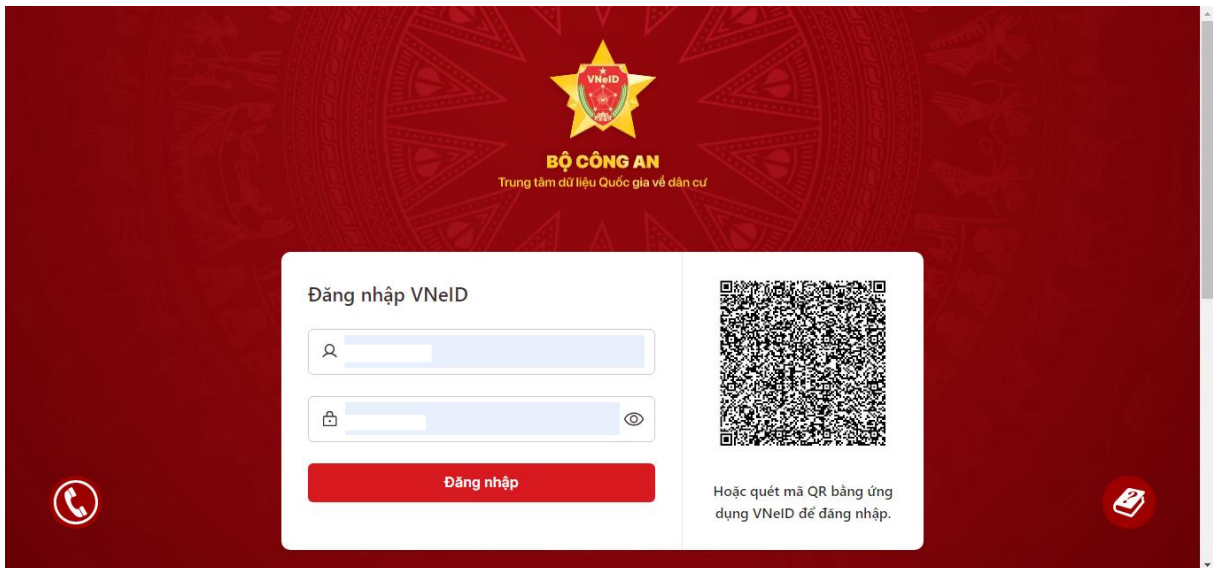 VNeID
BỘ CÔNG AN
Trung tâm dữ liệu Quốc gia về dân cư
Đăng nhập VNeID
Đăng nhập
Hoặc quét mã QR bằng ứng
dụng VNeID để đăng nhập.